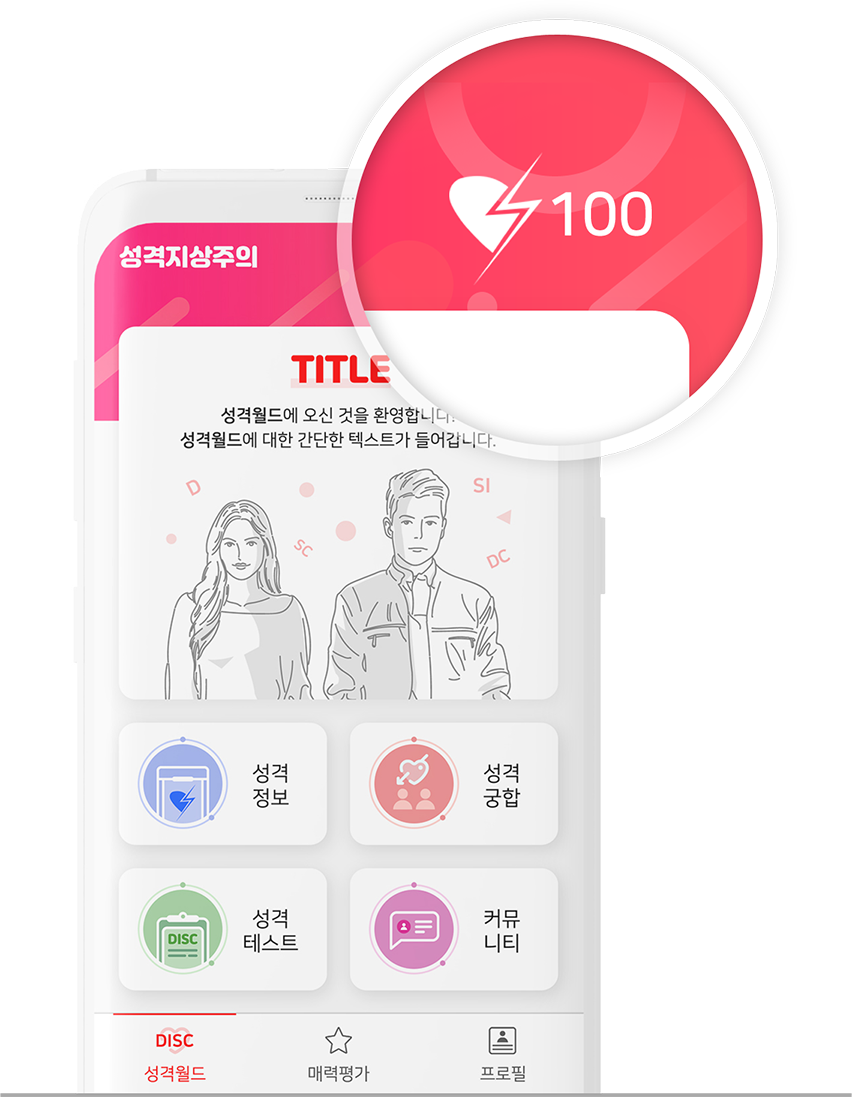 100
성격지상주의
TITLE
성격월드에 오신 것을 환영합니다.
성격월드에 대한 간단한 텍스트가 들어갑니다.
D
SI
SC
DC
성격
정보
성격
궁합
DISC
성격
테스트
커뮤
니티
DISC
성격월드
매력평가
프로필